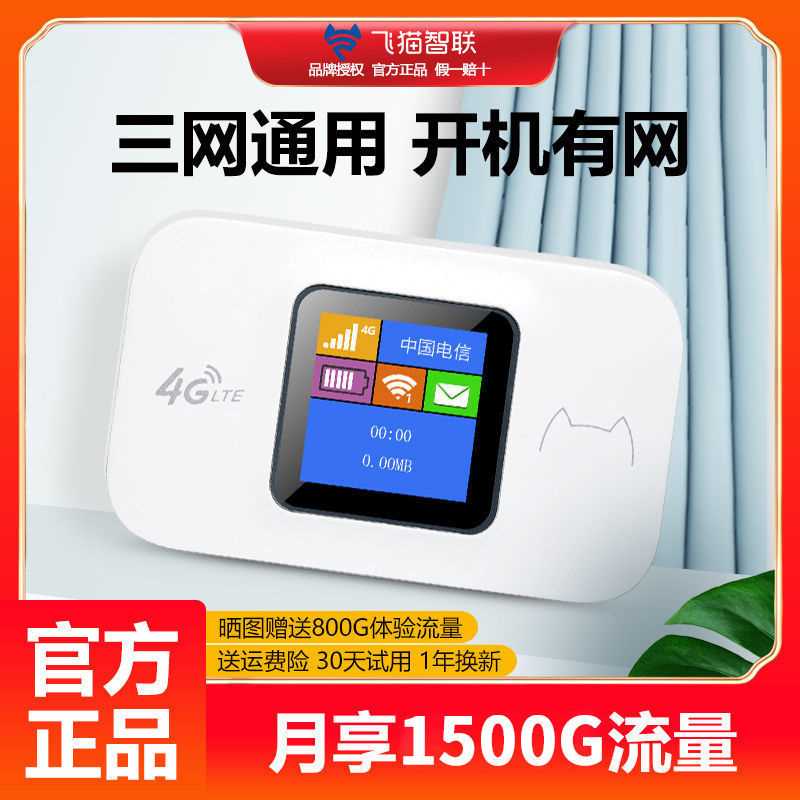 飞猫智联
品牌授权 官方正品 假一赔十
三网通用 开机有网
4G
中国电信
1
00:00
0.00MB
4G LTE
晒图赠送800G体验流量
送运费险 30天试用 1年换新
官方
正品
月享1500G流量